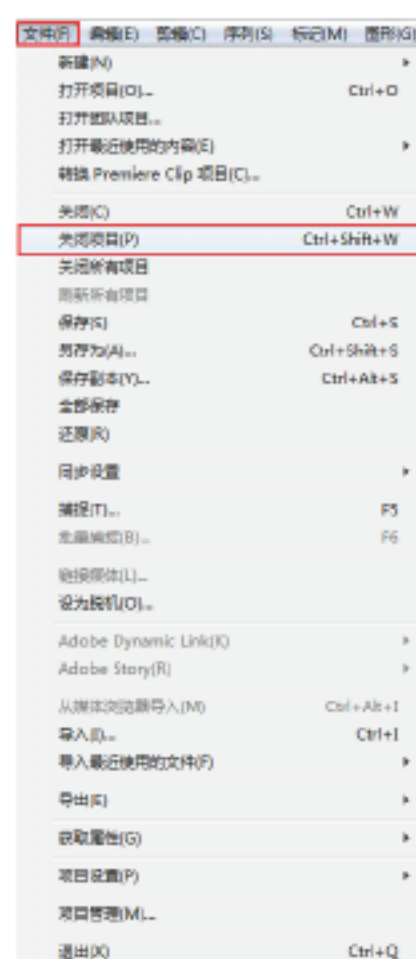 文件(F) 编辑(E) 剪辑(C) 序列(S) 标记(M) 图形(G)
新建(N)
打开项目(O)... Ctrl+O
打开团队项目...
打开最近使用的内容(E)
转换 Premiere Clip 项目(C)...
关闭(C) Ctrl+W
关闭项目(P) Ctrl+Shift+W
关闭所有项目
刷新所有项目
保存(S) Ctrl+S
另存为(A)... Ctrl+Shift+S
保存副本(Y)... Ctrl+Alt+S
全部保存
还原(R)
同步设置
捕捉(T)... F5
批量捕捉(B)... F6
链接媒体(L)...
设为脱机(O)...
Adobe Dynamic Link(K)
Adobe Story(R)
从媒体浏览器导入(M) Ctrl+Alt+I
导入(I)... Ctrl+I
导入最近使用的文件(F)
导出(E)
获取属性(G)
项目设置(P)
项目管理(M)...
退出(X) Ctrl+Q